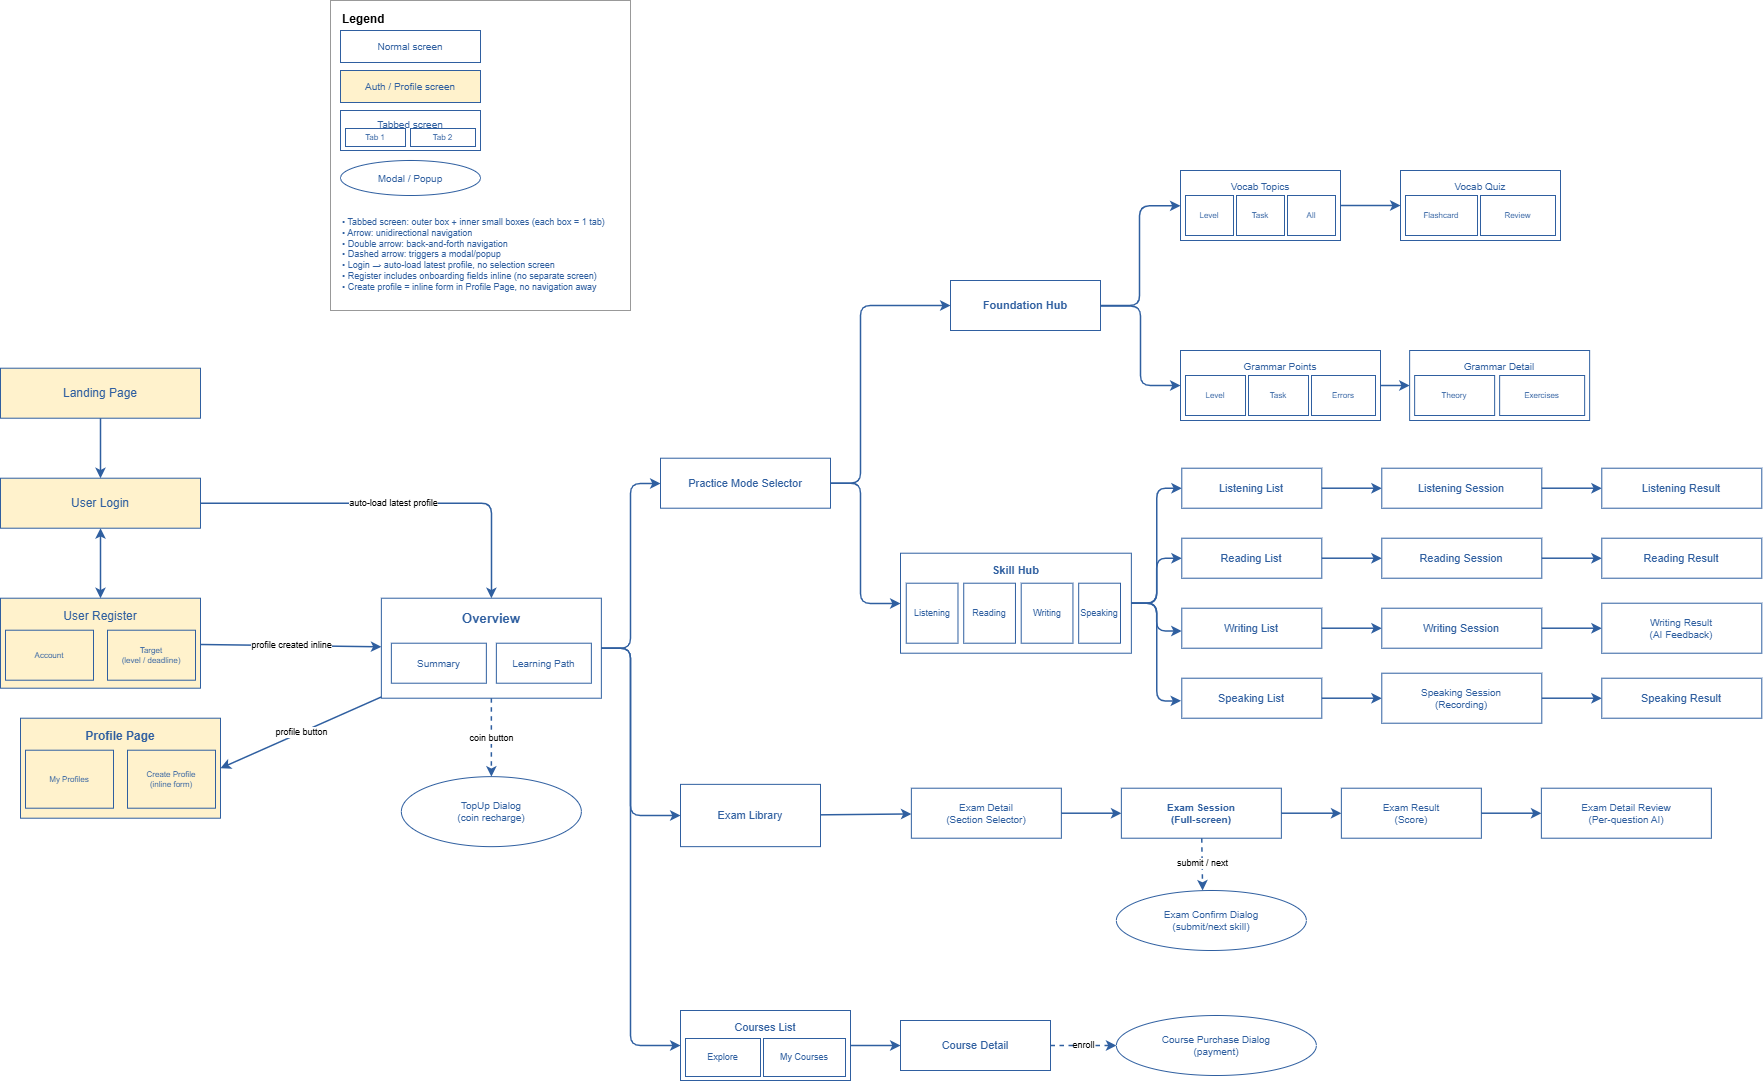 Legend
Normal screen
Auth / Profile screen
Tabbed screen
Tab 1
Tab 2
Modal / Popup
• Tabbed screen: outer box + inner small boxes (each box = 1 tab)
• Arrow: unidirectional navigation
• Double arrow: back-and-forth navigation
• Dashed arrow: triggers a modal/popup
• Login —> auto-load latest profile, no selection screen
• Register includes onboarding fields inline (no separate screen)
• Create profile = inline form in Profile Page, no navigation away
Landing Page
User Login
auto-load latest profile
User Register
Account
Target
(level / deadline)
profile created inline
Profile Page
My Profiles
Create Profile
(inline form)
profile button
Overview
Summary
Learning Path
coin button
TopUp Dialog
(coin recharge)
Practice Mode Selector
Foundation Hub
Vocab Topics
Level
Task
All
Vocab Quiz
Flashcard
Review
Grammar Points
Level
Task
Errors
Grammar Detail
Theory
Exercises
Skill Hub
Listening
Reading
Writing
Speaking
Listening List
Listening Session
Listening Result
Reading List
Reading Session
Reading Result
Writing List
Writing Session
Writing Result
(AI Feedback)
Speaking List
Speaking Session
(Recording)
Speaking Result
Exam Library
Exam Detail
(Section Selector)
Exam Session
(Full-screen)
Exam Result
(Score)
Exam Detail Review
(Per-question AI)
submit / next
Exam Confirm Dialog
(submit/next skill)
Courses List
Explore
My Courses
Course Detail
enroll
Course Purchase Dialog
(payment)